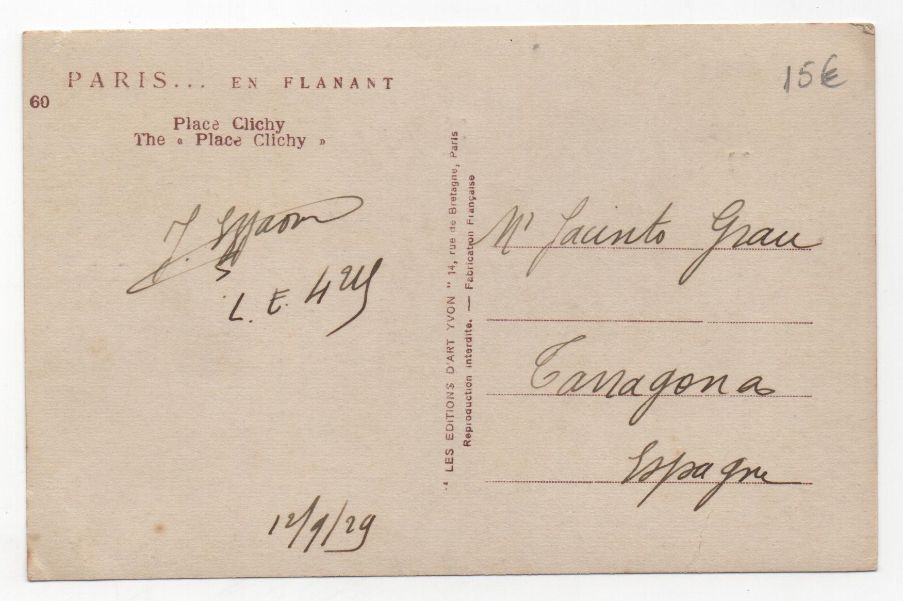 PARIS... EN FLANANT
60
Place Clichy
The « Place Clichy »
15€
J.
L. E.
12/9/29
" LES EDITIONS D'ART YVON " 14, rue de Bretagne, Paris
Reproduction interdite. — Fabrication Française
Mr Jacinto Grau
Tarragona
Espagne